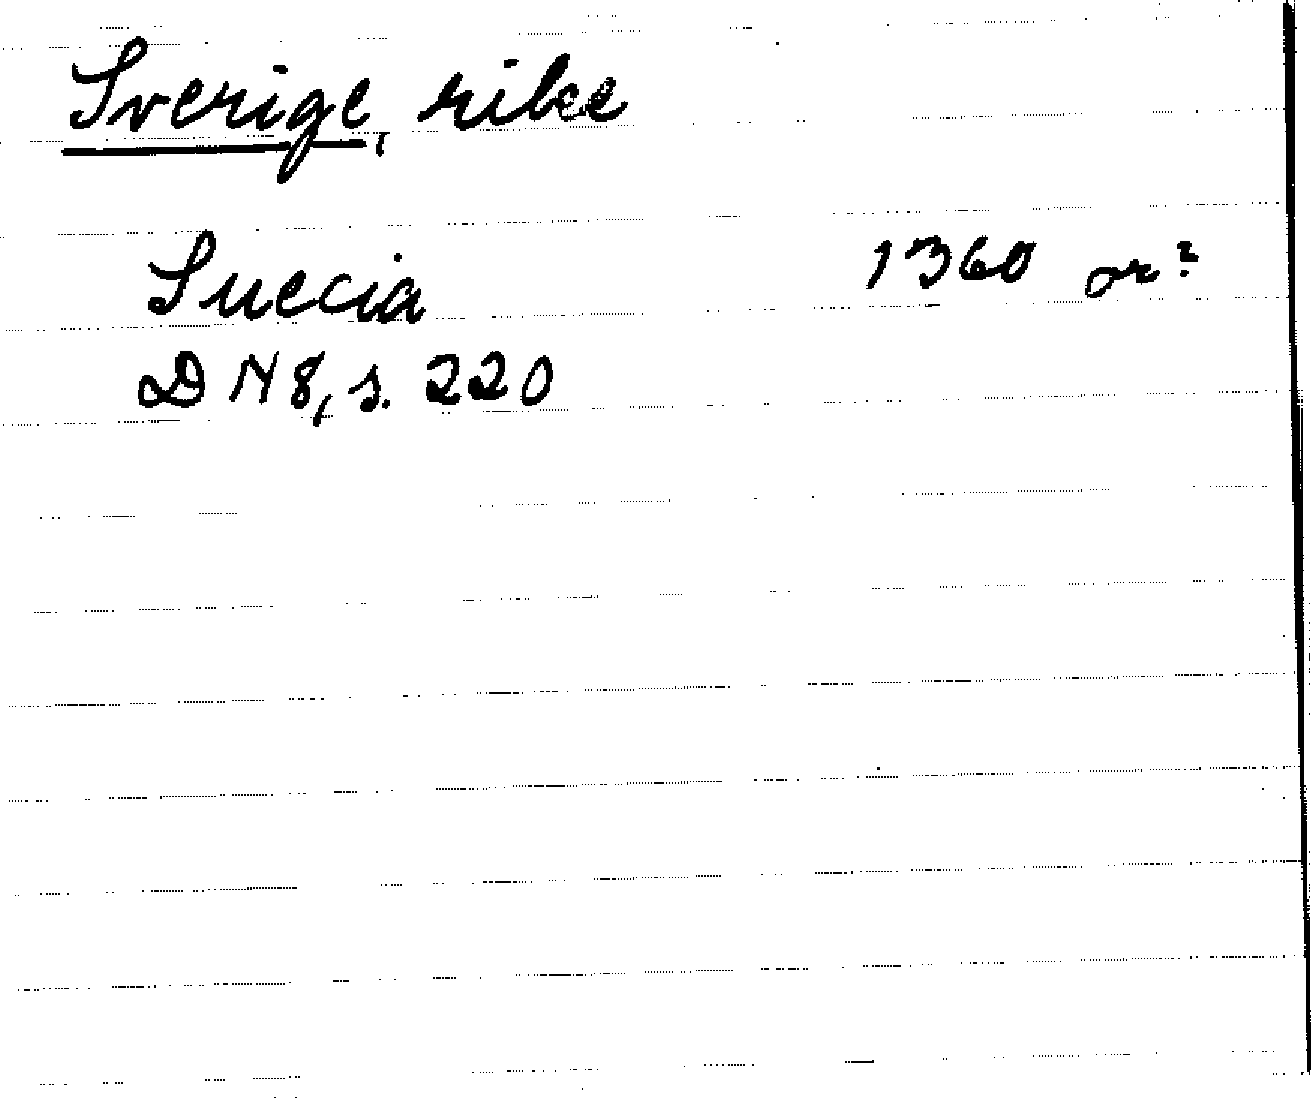 Sverige, rike
Suecia 1360 or?
DN 8, s. 220